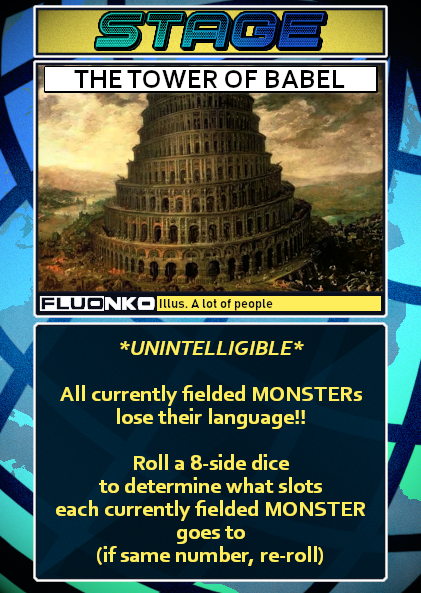 STAGE
THE TOWER OF BABEL
FLUONKO Illus. A lot of people
*UNINTELLIGIBLE*
All currently fielded MONSTERs
lose their language!!
Roll a 8-side dice
to determine what slots
each currently fielded MONSTER
goes to
(if same number, re-roll)